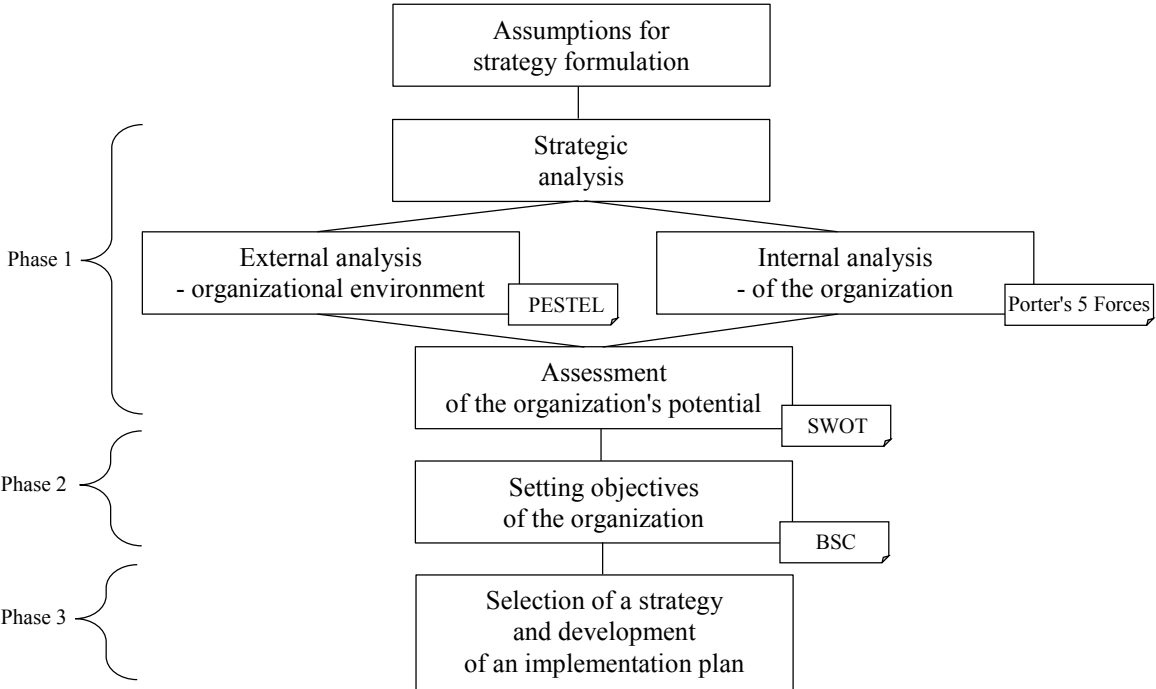 Assumptions for
strategy formulation
Strategic
analysis
Phase 1
External analysis
- organizational environment
PESTEL
Internal analysis
- of the organization
Porter's 5 Forces
Assessment
of the organization's potential
SWOT
Phase 2
Setting objectives
of the organization
BSC
Phase 3
Selection of a strategy
and development
of an implementation plan